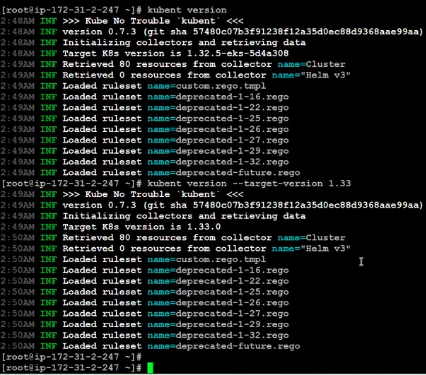 [root@ip-172-31-2-247 ~]# kubent version
2:48AM INF >>> Kube No Trouble `kubent` <<<
2:48AM INF version 0.7.3 (git sha 57480c07b3f91238f12a35d0ec88d9368aae99aa)
2:48AM INF Initializing collectors and retrieving data
2:48AM INF Target K8s version is 1.32.5-eks-5d4a308
2:49AM INF Retrieved 80 resources from collector name=Cluster
2:49AM INF Retrieved 0 resources from collector name="Helm v3"
2:49AM INF Loaded ruleset name=custom.rego.tmpl
2:49AM INF Loaded ruleset name=deprecated-1-16.rego
2:49AM INF Loaded ruleset name=deprecated-1-22.rego
2:49AM INF Loaded ruleset name=deprecated-1-25.rego
2:49AM INF Loaded ruleset name=deprecated-1-26.rego
2:49AM INF Loaded ruleset name=deprecated-1-27.rego
2:49AM INF Loaded ruleset name=deprecated-1-29.rego
2:49AM INF Loaded ruleset name=deprecated-1-32.rego
2:49AM INF Loaded ruleset name=deprecated-future.rego
[root@ip-172-31-2-247 ~]# kubent version --target-version 1.33
2:49AM INF >>> Kube No Trouble `kubent` <<<
2:49AM INF version 0.7.3 (git sha 57480c07b3f91238f12a35d0ec88d9368aae99aa)
2:49AM INF Initializing collectors and retrieving data
2:49AM INF Target K8s version is 1.33.0
2:50AM INF Retrieved 80 resources from collector name=Cluster
2:50AM INF Retrieved 0 resources from collector name="Helm v3"
2:50AM INF Loaded ruleset name=custom.rego.tmpl
2:50AM INF Loaded ruleset name=deprecated-1-16.rego
2:50AM INF Loaded ruleset name=deprecated-1-22.rego
2:50AM INF Loaded ruleset name=deprecated-1-25.rego
2:50AM INF Loaded ruleset name=deprecated-1-26.rego
2:50AM INF Loaded ruleset name=deprecated-1-27.rego
2:50AM INF Loaded ruleset name=deprecated-1-29.rego
2:50AM INF Loaded ruleset name=deprecated-1-32.rego
2:50AM INF Loaded ruleset name=deprecated-future.rego
[root@ip-172-31-2-247 ~]#
[root@ip-172-31-2-247 ~]#